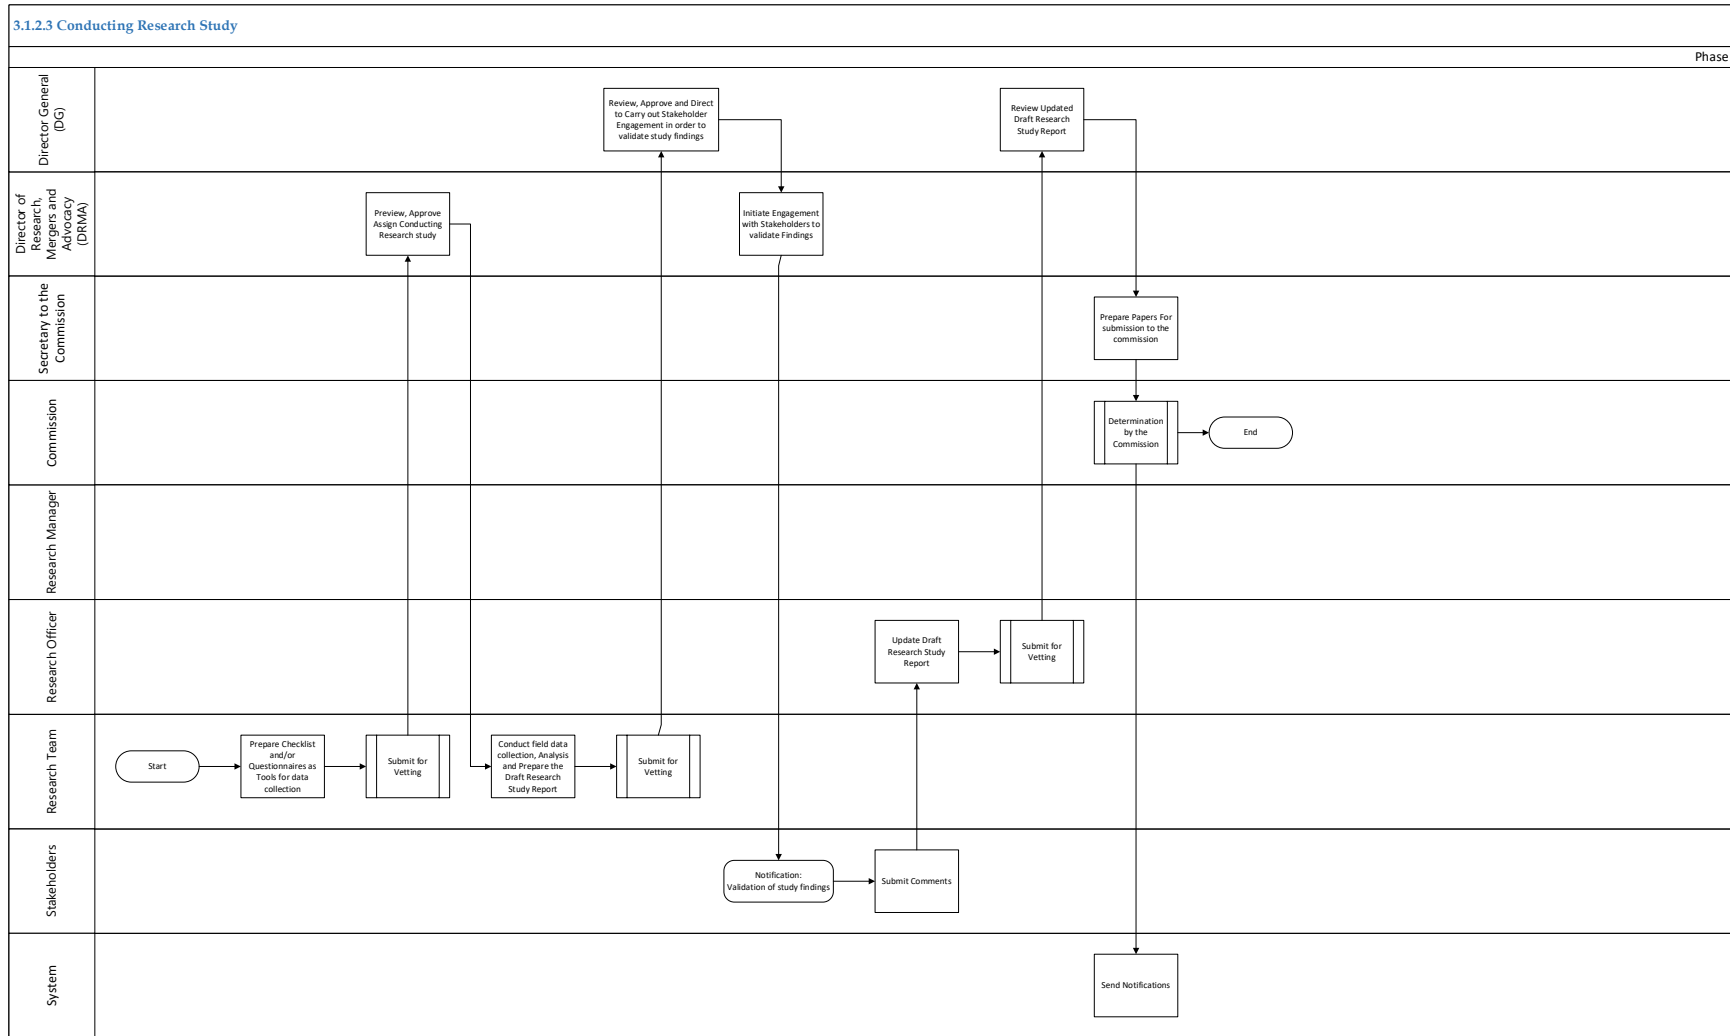 3.1.2.3 Conducting Research Study
Phase
Director General
(DG)
Review, Approve and Direct
to Carry out Stakeholder
Engagement in order to
validate study findings
Review Updated
Draft Research
Study Report
Director of
Research,
Mergers and
Advocacy
(DRMA)
Preview, Approve
Assign Conducting
Research study
Initiate Engagement
with Stakeholders to
validate Findings
Secretary to the
Commission
Prepare Papers For
submission to the
commission
Commission
Determination
by the
Commission
End
Research Manager
Research Officer
Update Draft
Research Study
Report
Submit for
Vetting
Research Team
Start
Prepare Checklist
and/or
Questionnaires as
Tools for data
collection
Submit for
Vetting
Conduct field data
collection, Analysis
and Prepare the
Draft Research
Study Report
Submit for
Vetting
Stakeholders
Notification:
Validation of study findings
Submit Comments
System
Send Notifications